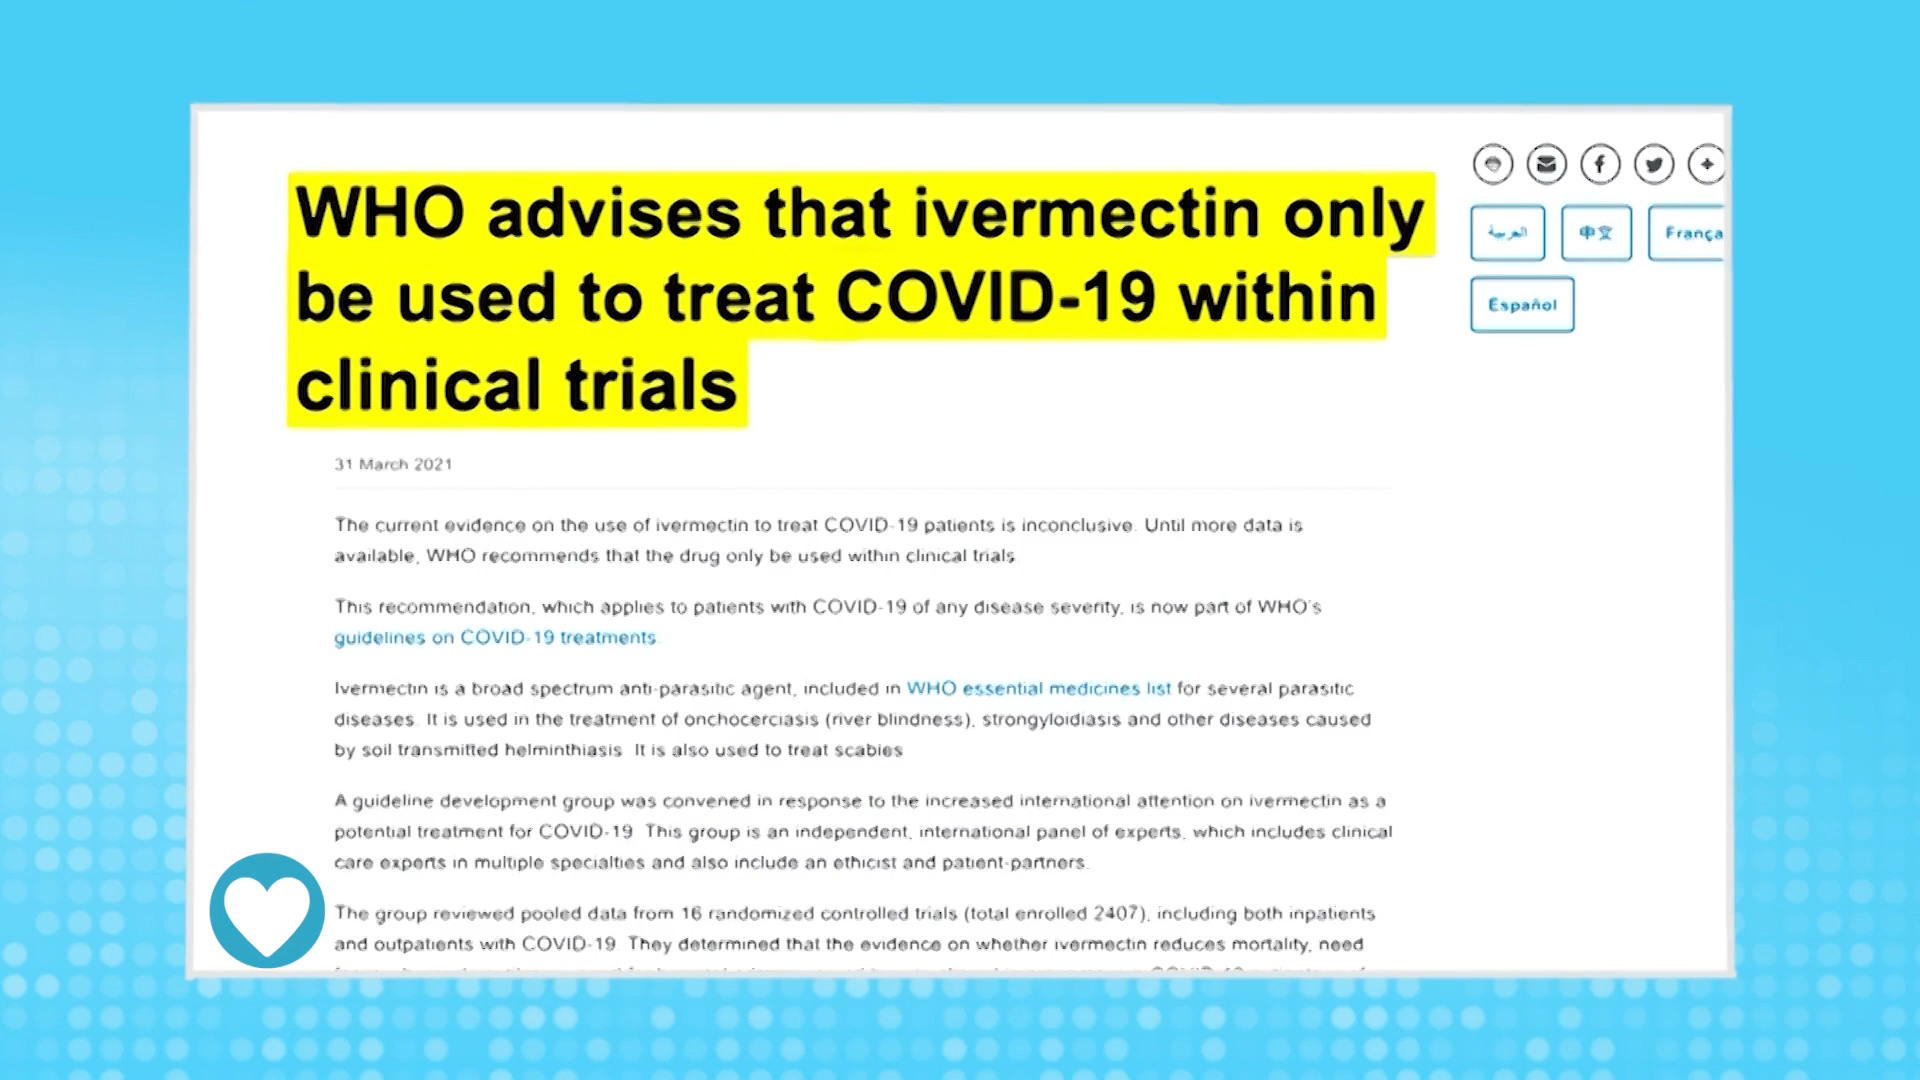 WHO advises that ivermectin only
be used to treat COVID-19 within
clinical trials
العربية
中文
França
Español
31 March 2021
The current evidence on the use of ivermectin to treat COVID-19 patients is inconclusive. Until more data is
available, WHO recommends that the drug only be used within clinical trials.
This recommendation, which applies to patients with COVID-19 of any disease severity, is now part of WHO's
guidelines on COVID-19 treatments.
Ivermectin is a broad spectrum anti-parasitic agent, included in WHO essential medicines list for several parasitic
diseases. It is used in the treatment of onchocerciasis (river blindness), strongyloidiasis and other diseases caused
by soil transmitted helminthiasis. It is also used to treat scabies.
A guideline development group was convened in response to the increased international attention on ivermectin as a
potential treatment for COVID-19. This group is an independent, international panel of experts, which includes clinical
care experts in multiple specialties and also include an ethicist and patient-partners.
The group reviewed pooled data from 16 randomized controlled trials (total enrolled 2407), including both inpatients
and outpatients with COVID-19. They determined that the evidence on whether ivermectin reduces mortality, need